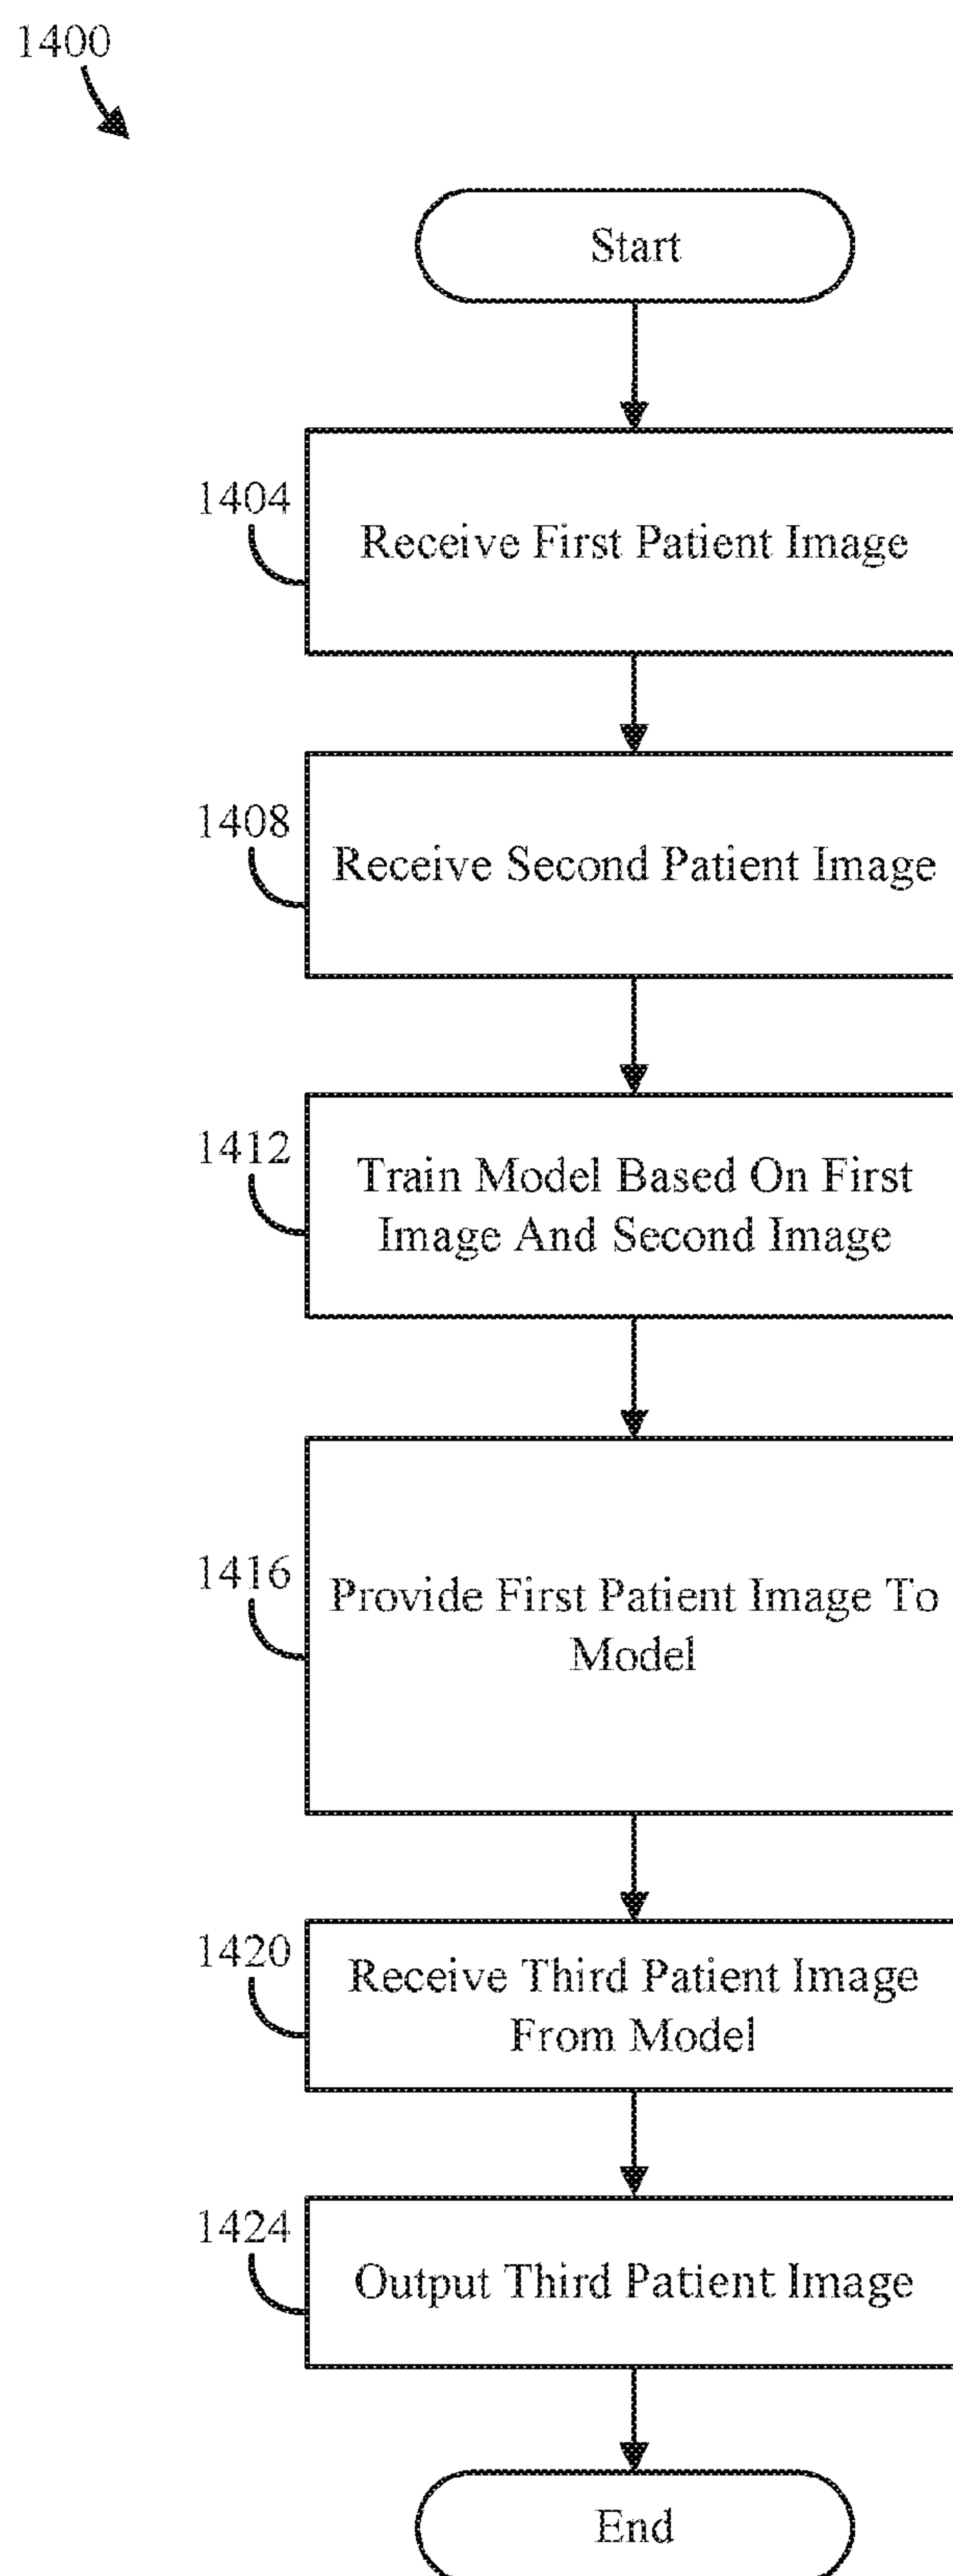 1400
Start
1404
Receive First Patient Image
1408
Receive Second Patient Image
1412
Train Model Based On First
Image And Second Image
1416
Provide First Patient Image To
Model
1420
Receive Third Patient Image
From Model
1424
Output Third Patient Image
End